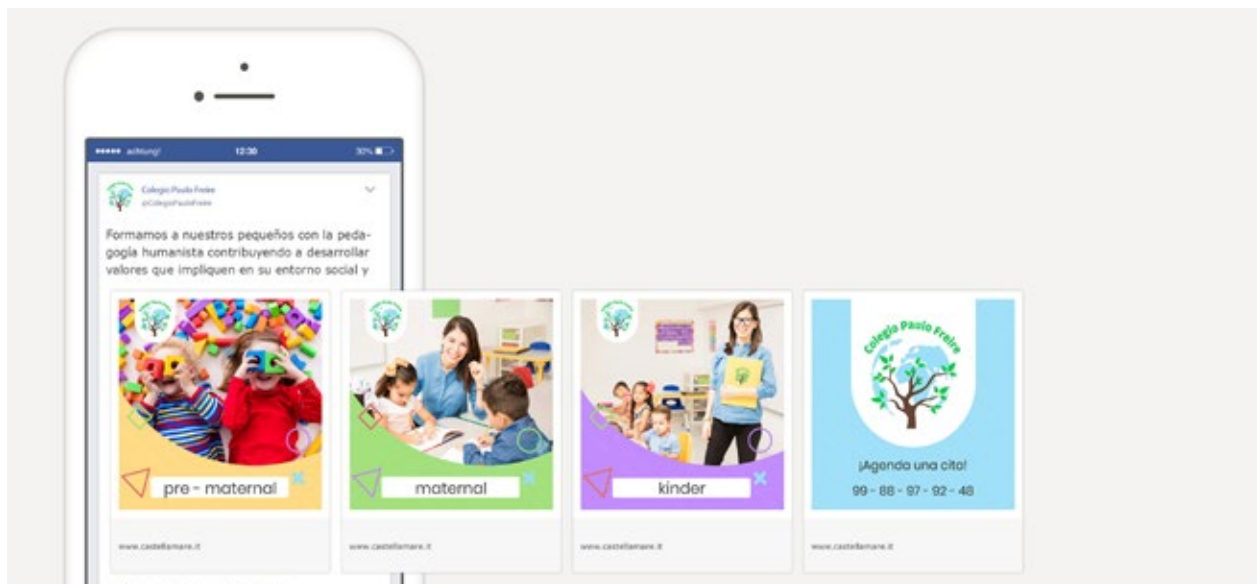 achtung! 12:30 30%
Colegio Paulo Freire
@ColegioPauloFreire
Formamos a nuestros pequeños con la peda-
gogía humanista contribuyendo a desarrollar
valores que impliquen en su entorno social y
pre - maternal
www.castellamare.it
maternal
www.castellamare.it
kinder
www.castellamare.it
Colegio Paulo Freire
¡Agenda una cita!
99 - 88 - 97 - 92 - 48
www.castellamare.it